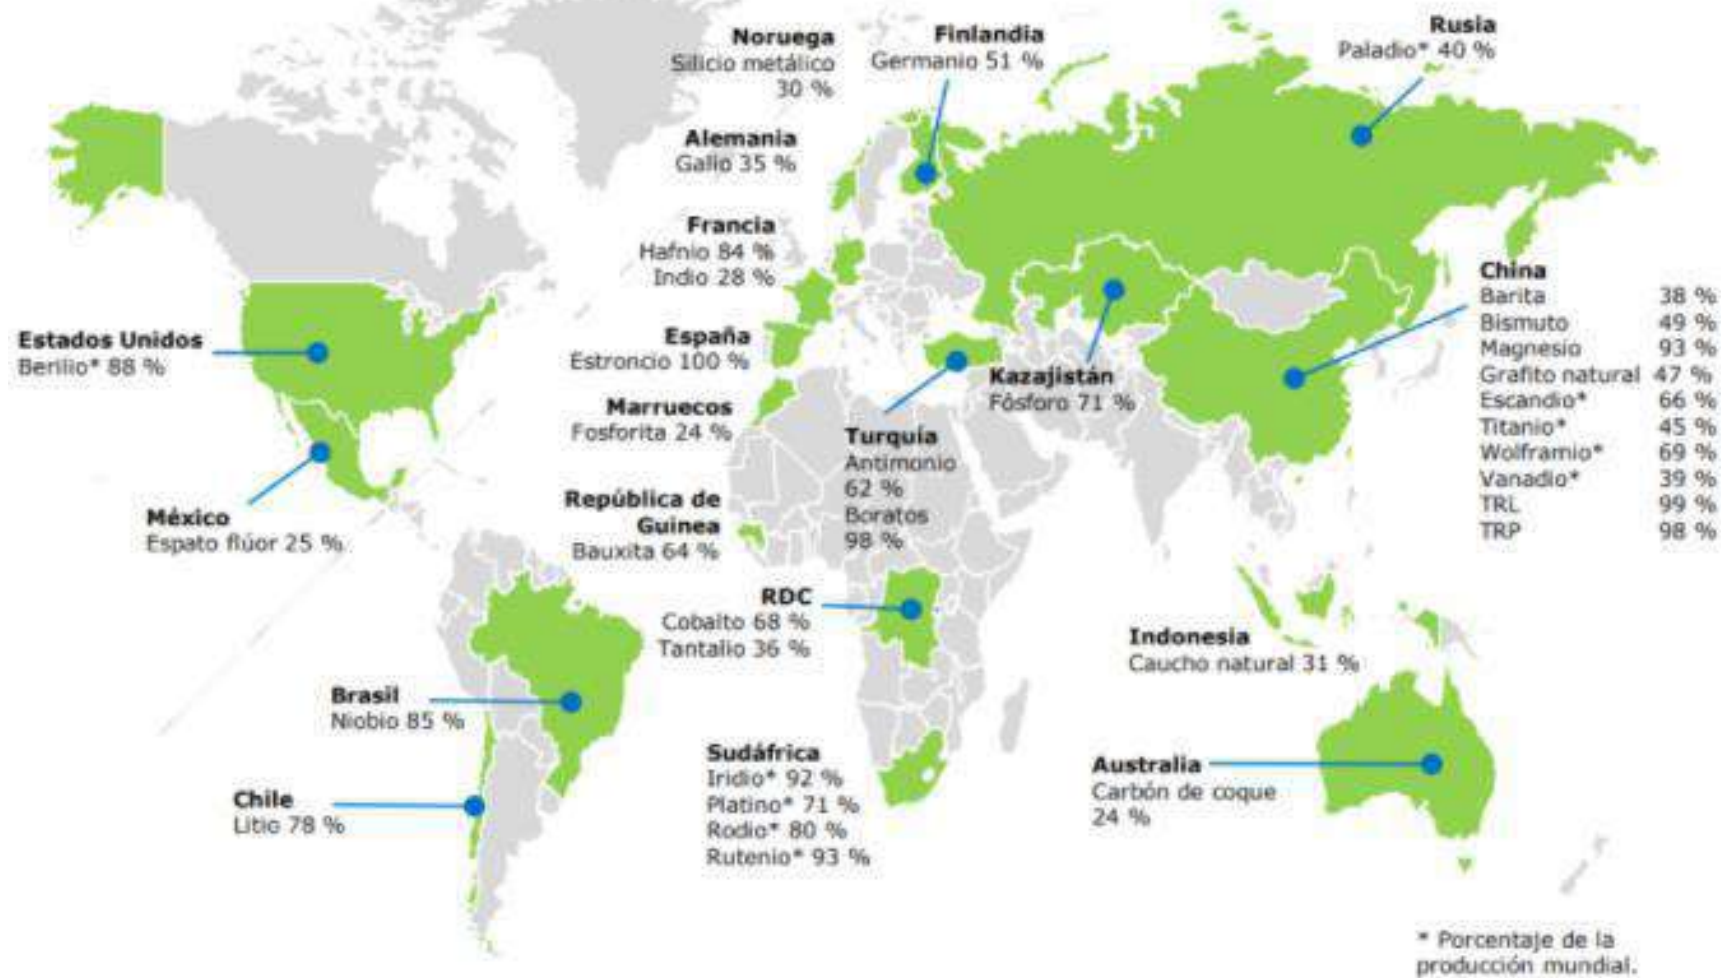 Noruega
Silicio metálico
30 %
Finlandia
Germanio 51 %
Rusia
Paladio* 40 %
Alemania
Galio 35 %
Francia
Hafnio 84 %
Indio 28 %
España
Estroncio 100 %
Marruecos
Fosforita 24 %
República de
Guinea
Bauxita 64 %
Estados Unidos
Berilio* 88 %
México
Espato flúor 25 %
Turquía
Antimonio
62 %
Boratos
98 %
Kazajistán
Fósforo 71 %
China
Barita 38 %
Bismuto 49 %
Magnesio 93 %
Grafito natural 47 %
Escandio* 66 %
Titanio* 45 %
Wolframio* 69 %
Vanadio* 39 %
TRL 99 %
TRP 98 %
RDC
Cobalto 68 %
Tantalio 36 %
Indonesia
Caucho natural 31 %
Brasil
Niobio 85 %
Chile
Litio 78 %
Sudáfrica
Iridio* 92 %
Platino* 71 %
Rodio* 80 %
Rutenio* 93 %
Australia
Carbón de coque
24 %
* Porcentaje de la
producción mundial.